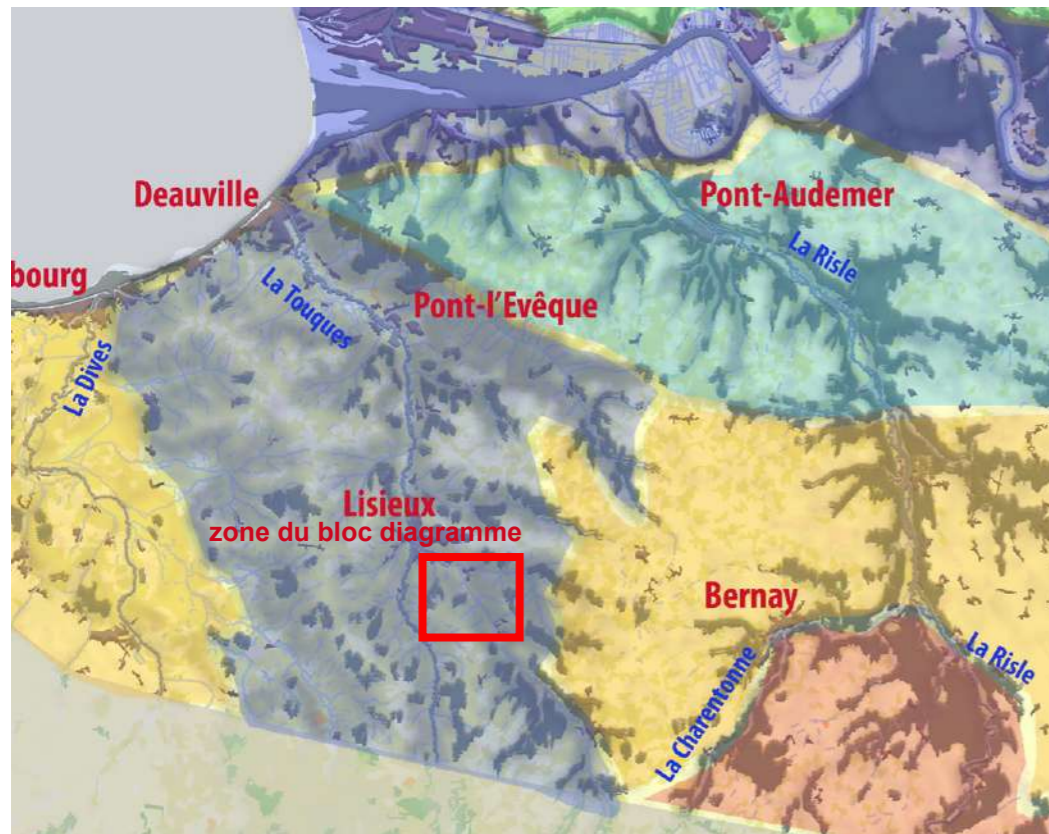 Deauville
Pont-Audemer
La Risle
bourg
La Touques
Pont-l'Evêque
La Dives
Lisieux
zone du bloc diagramme
Bernay
La Charentonne
La Risle